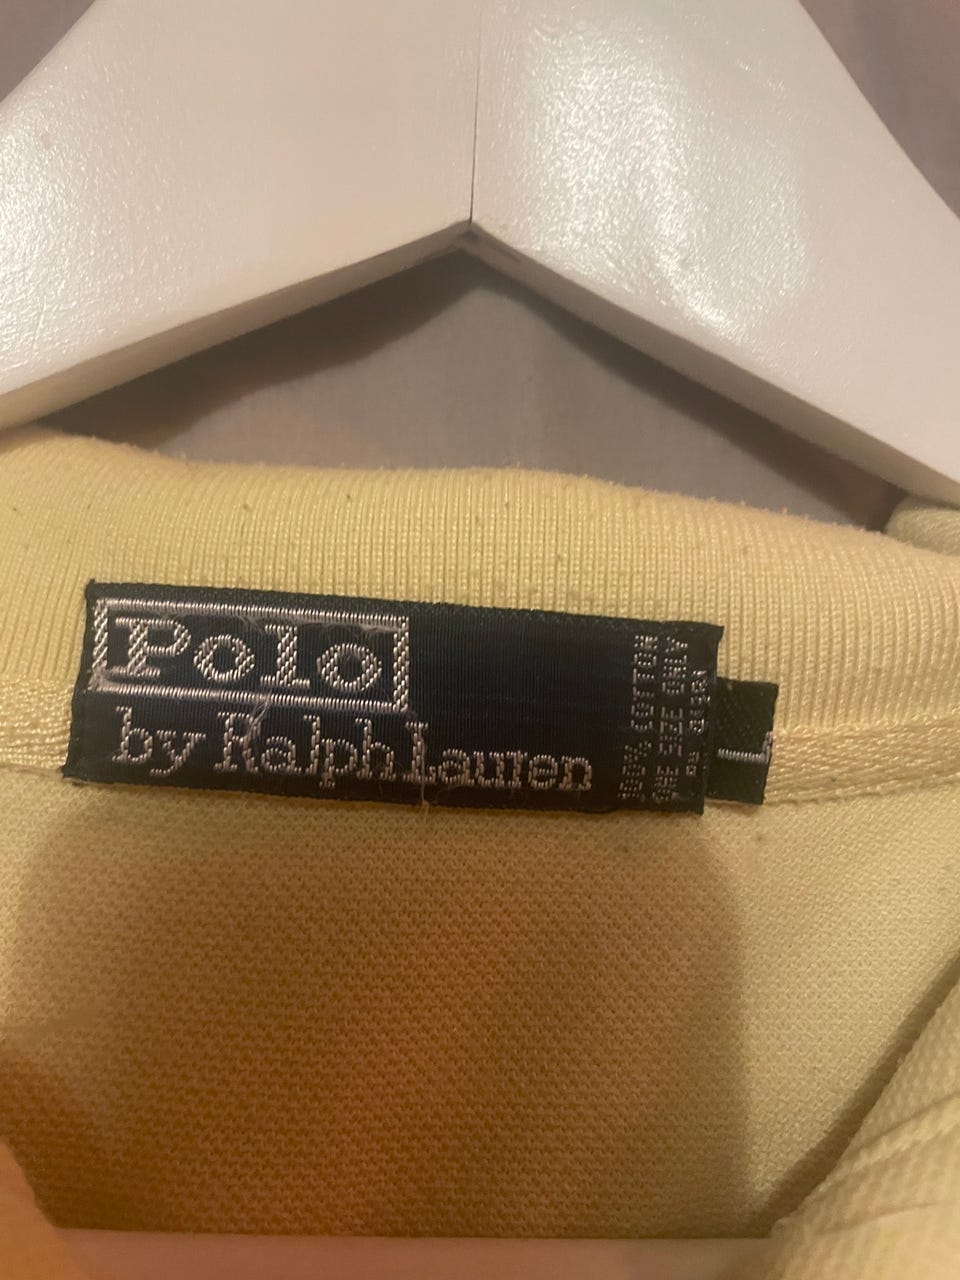 Polo
by Ralph Lauren
100% COTTON
ONE SIZE ONLY
L